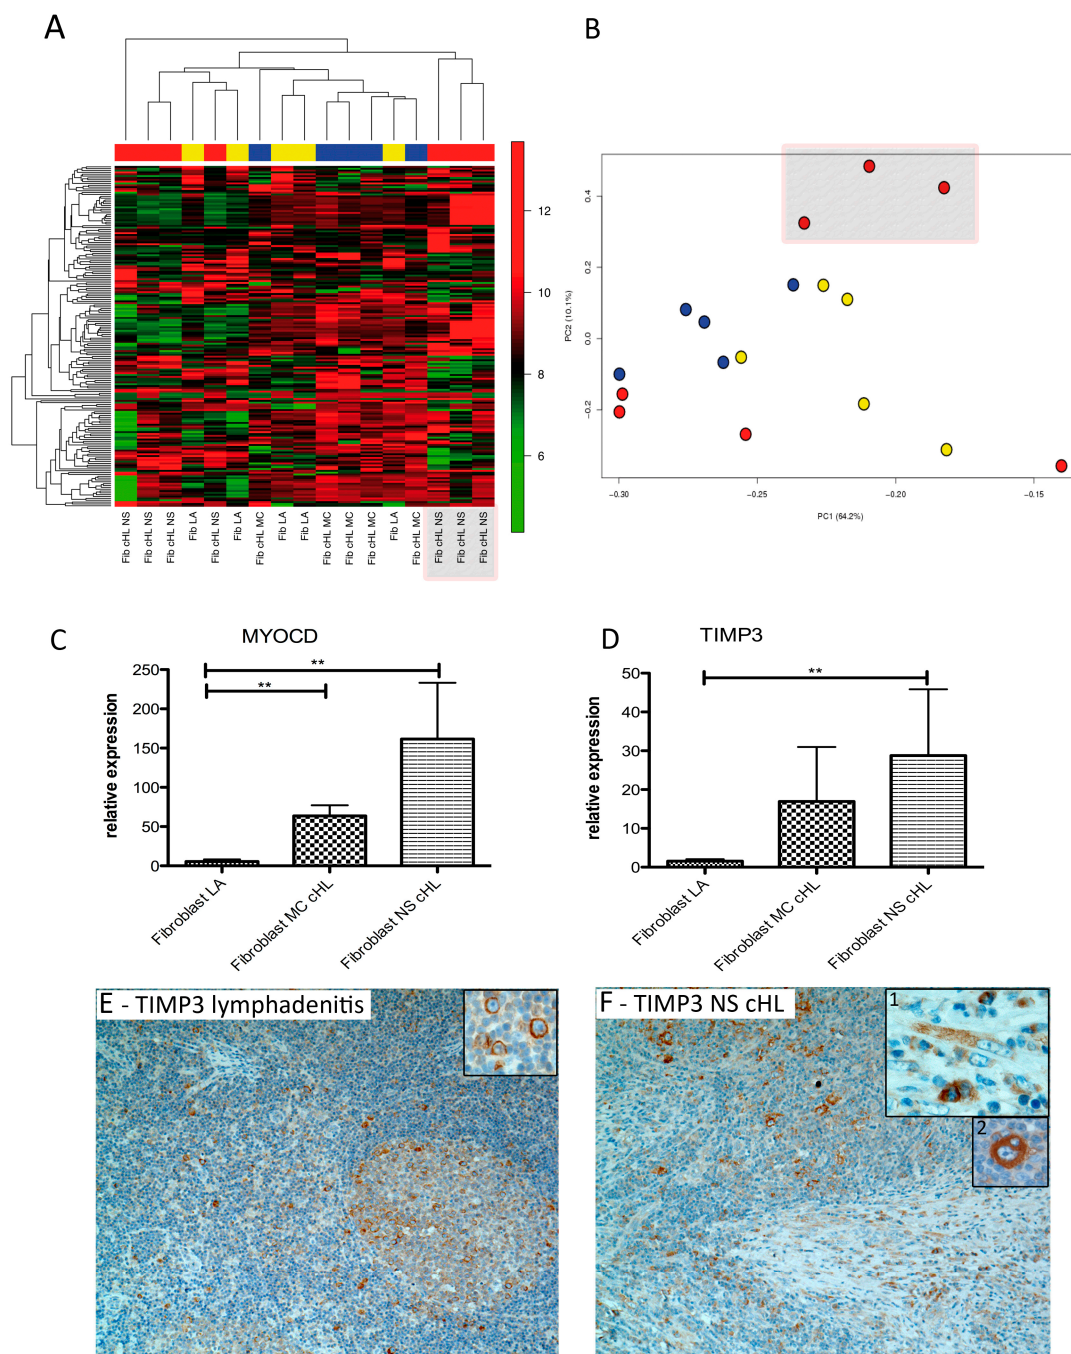 A
B
12
10
8
6
Fib cHL NS
Fib cHL NS
Fib cHL NS
Fib LA
Fib cHL NS
Fib LA
Fib cHL MC
Fib LA
Fib LA
Fib cHL MC
Fib cHL MC
Fib cHL MC
Fib LA
Fib cHL MC
Fib cHL NS
Fib cHL NS
Fib cHL NS
PC2 (10.1%)
0.4
0.2
0.0
−0.2
−0.30
−0.25
−0.20
−0.15
PC1 (64.2%)
C
MYOCD
relative expression
250
200
150
100
50
0
**
**
Fibroblast LA
Fibroblast MC cHL
Fibroblast NS cHL
D
TIMP3
relative expression
50
40
30
20
10
0
**
Fibroblast LA
Fibroblast MC cHL
Fibroblast NS cHL
E - TIMP3 lymphadenitis
F - TIMP3 NS cHL
1
2